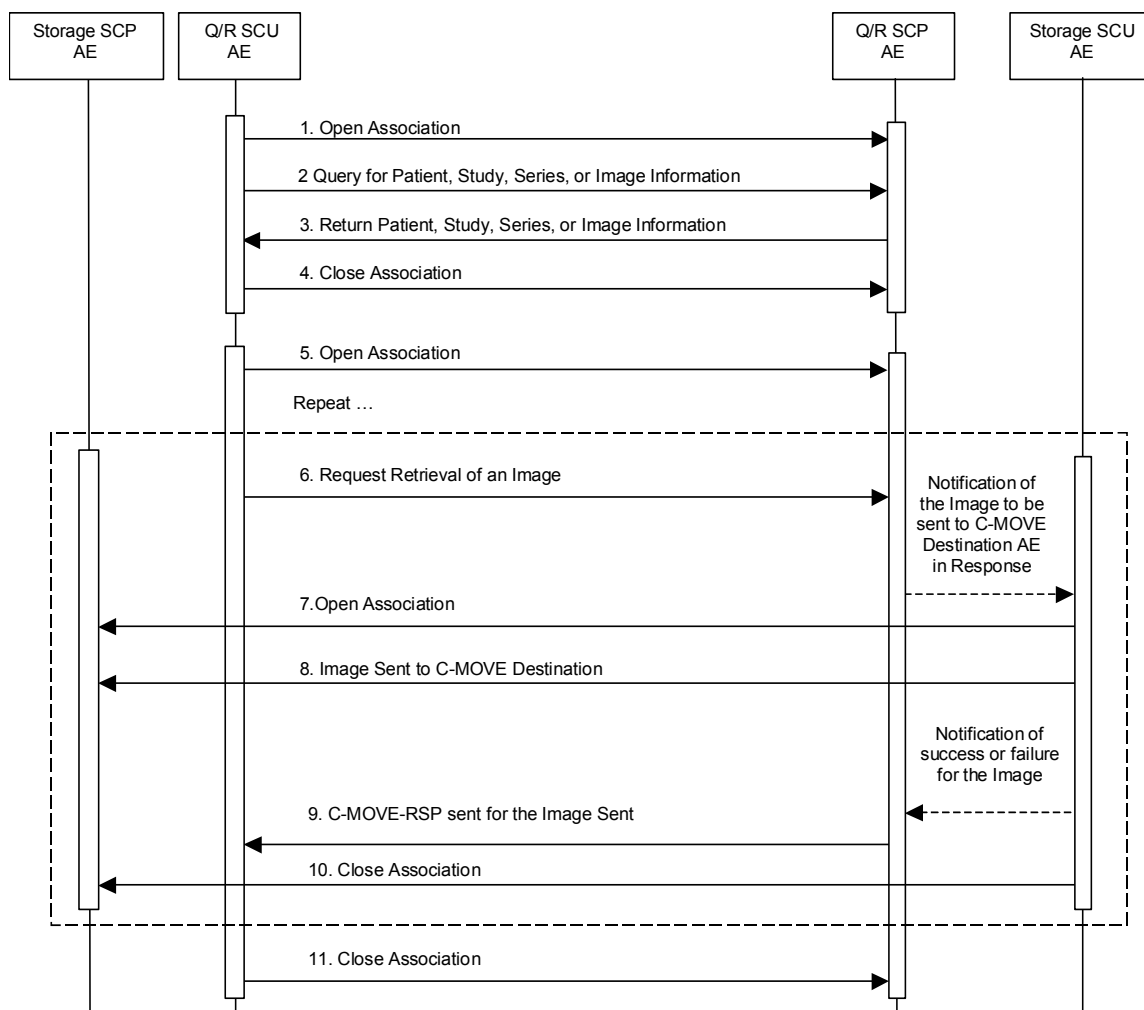 Storage SCP
AE
Q/R SCU
AE
Q/R SCP
AE
Storage SCU
AE
1. Open Association
2 Query for Patient, Study, Series, or Image Information
3. Return Patient, Study, Series, or Image Information
4. Close Association
5. Open Association
Repeat …
6. Request Retrieval of an Image
Notification of
the Image to be
sent to C-MOVE
Destination AE
in Response
7.Open Association
8. Image Sent to C-MOVE Destination
Notification of
success or failure
for the Image
9. C-MOVE-RSP sent for the Image Sent
10. Close Association
11. Close Association